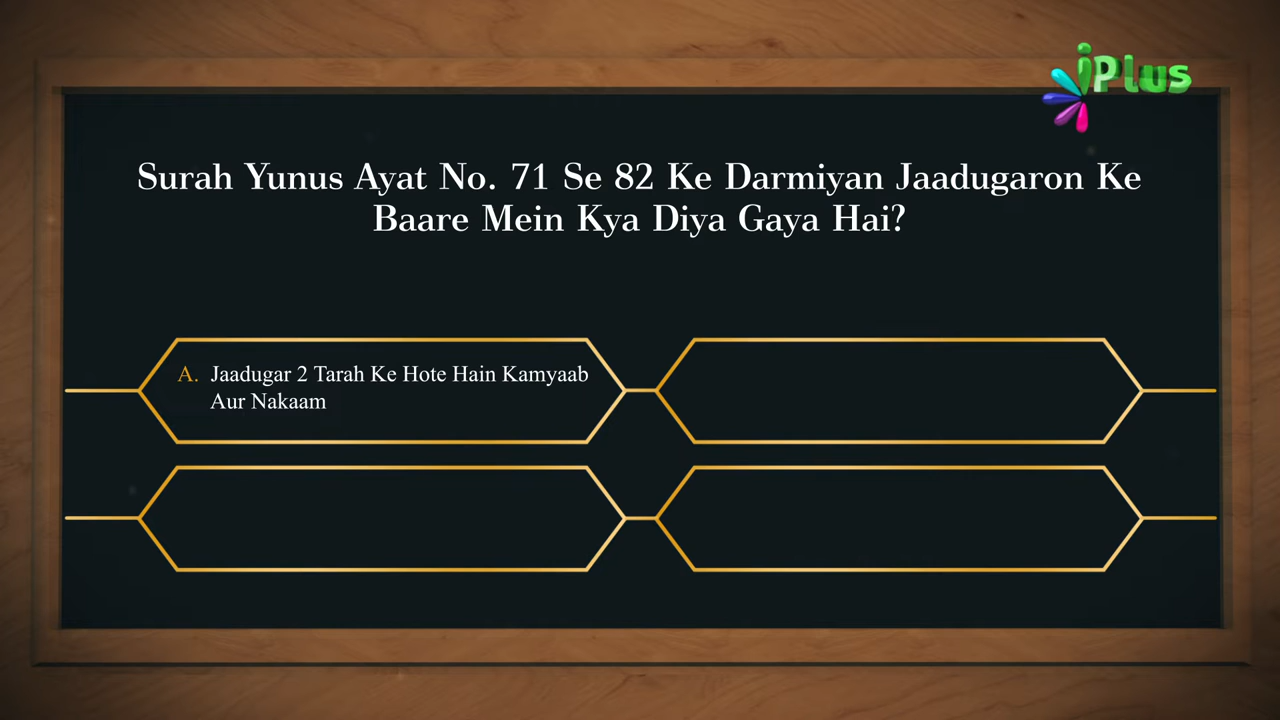 iPlus
Surah Yunus Ayat No. 71 Se 82 Ke Darmiyan Jaadugaron Ke
Baare Mein Kya Diya Gaya Hai?
A. Jaadugar 2 Tarah Ke Hote Hain Kamyaab
Aur Nakaam